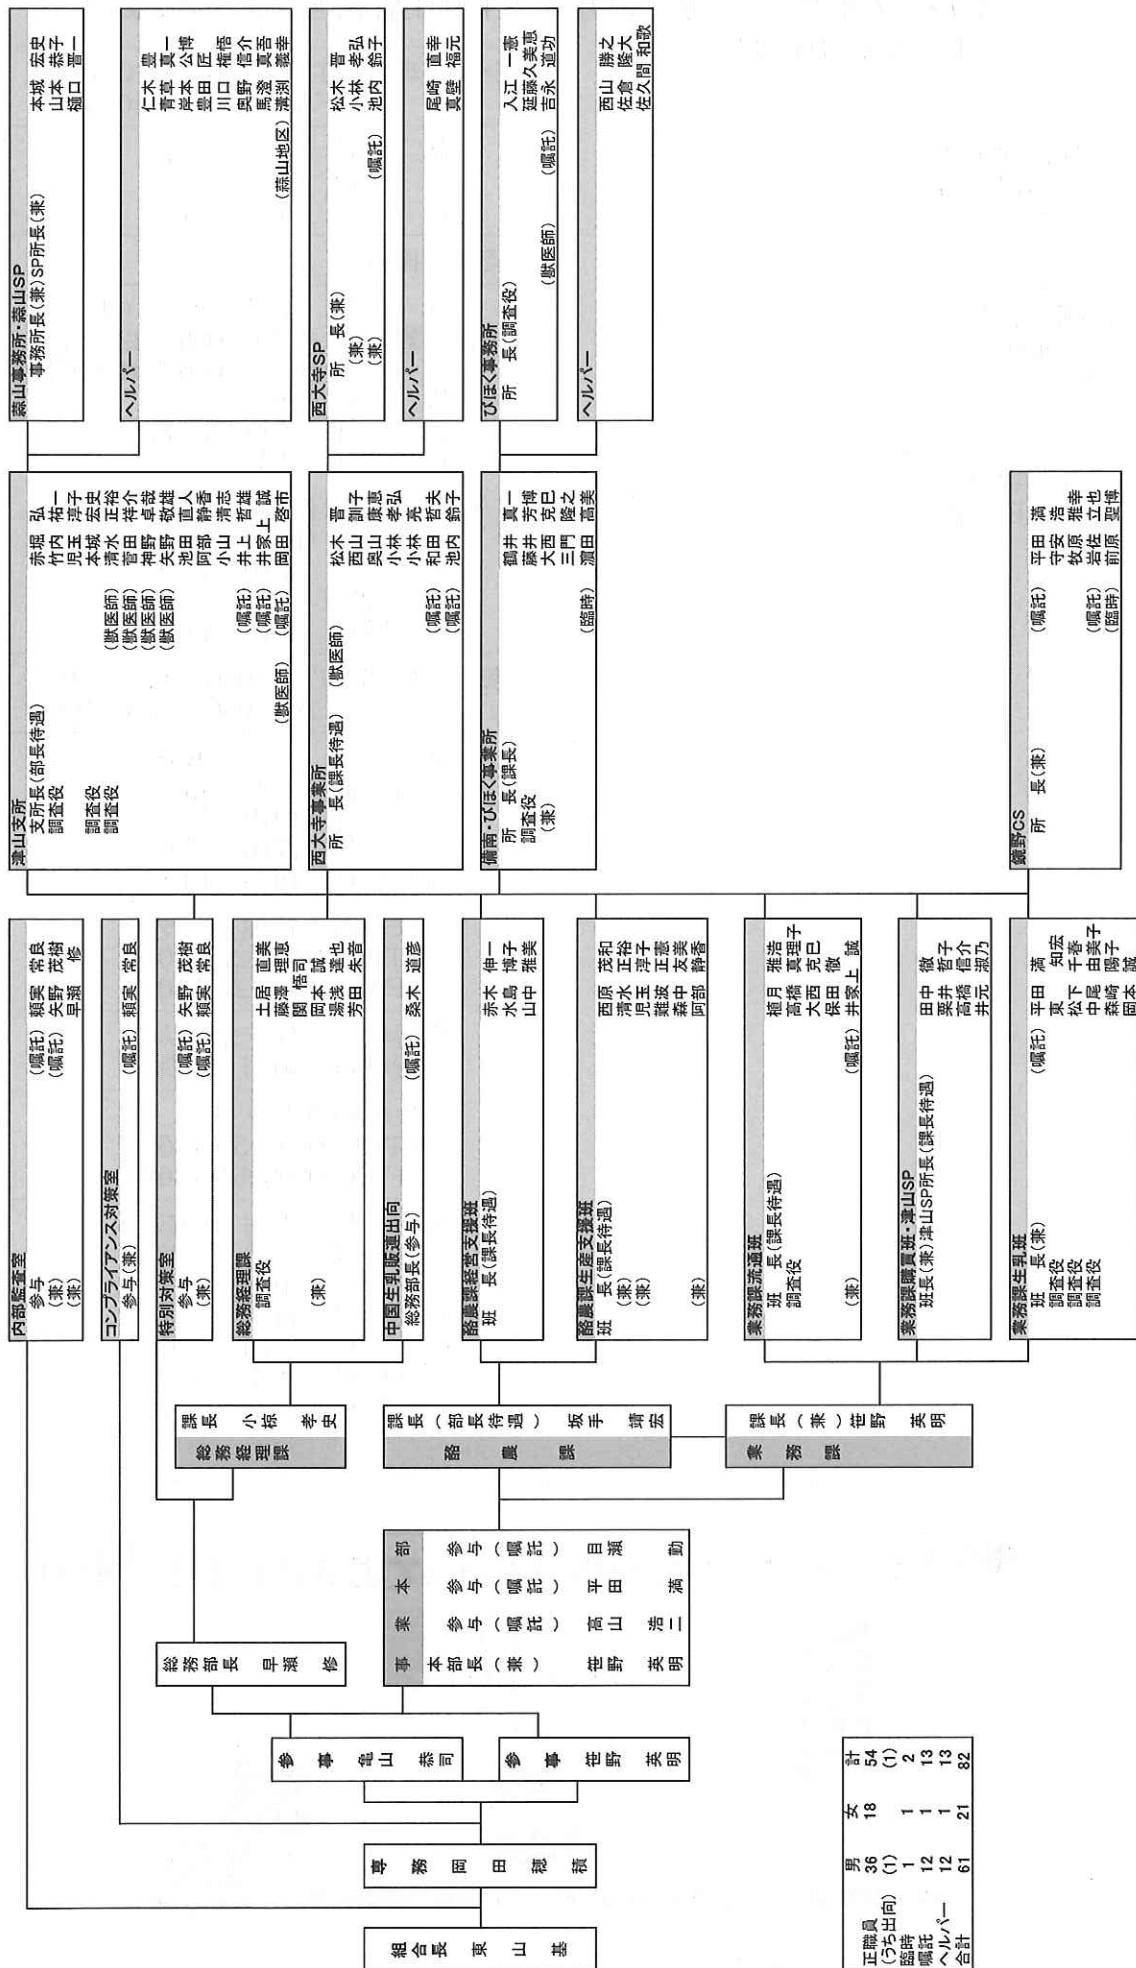 組合長 東山 基
専務 岡田 穂積
参事 亀山 恭司
参事 笹野 英明
総務部長 早瀬 修
事業本部
参与(嘱託) 目瀬 勤
参与(嘱託) 平田 満
参与(嘱託) 高山 浩二
本部長(兼) 笹野 英明
総務経理課
課長 小椋 孝史
酪農課
課長(部長待遇) 坂手 靖宏
業務課
課長(兼) 笹野 英明
内部監査室
参与 (嘱託) 頼実 常良
(兼) (嘱託) 矢野 茂樹
(兼) 早瀬 修
コンプライアンス対策室
参与(兼) (嘱託) 頼実 常良
特別対策室
参与 (嘱託) 矢野 茂樹
(兼) (嘱託) 頼実 常良
総務経理課
調査役 土居 直美
藤澤 理恵
関 悟司
(兼) 岡本 誠
湯浅 達也
芳田 朱音
中国生乳販連出向
総務部長(参与) (嘱託) 桑木 道彦
酪農課経営支援班
班 長(課長待遇) 赤木 伸一
水島 博子
山中 雅美
酪農課生産支援班
班 長(課長待遇) 西原 茂和
(兼) 清水 正裕
(兼) 児玉 淳子
難波 正憲
森中 友美
(兼) 阿部 静香
業務課流通班
班 長(課長待遇) 植月 雅浩
調査役 高橋 真理子
大西 克巳
保田 徹
(兼) (嘱託) 井家上 誠
業務課購買班・津山SP
班長(兼)津山SP所長(課長待遇) 田中 徹
粟井 哲子
高橋 信介
井元 淑乃
業務課生乳班
班 長(兼) (嘱託) 平田 満
調査役 東 知宏
調査役 松下 千春
調査役 中尾 由美子
森崎 陽子
岡本 誠
津山支所
支所長(部長待遇) 赤堀 弘
調査役 竹内 祐一
児玉 淳子
調査役 本城 宏史
調査役 (獣医師) 清水 正裕
(獣医師) 菅田 祥介
(獣医師) 神野 卓哉
(獣医師) 矢野 敬雄
池田 直人
阿部 静香
小山 清志
(嘱託) 井上 哲雄
(嘱託) 井家上 誠
(獣医師) (嘱託) 岡田 啓市
西大寺事業所
所 長(課長待遇) (獣医師) 松木 晋
西山 訓子
奥山 康恵
小林 孝弘
小林 亮
(嘱託) 和田 哲夫
(嘱託) 池内 鈴子
備南・びほく事業所
所 長(課長) 鶴井 真一
調査役 藤井 芳博
(兼) 大西 克巳
三門 隆之
(臨時) 濵田 高美
鏡野CS
所 長(兼) (嘱託) 平田 満
守安 浩
牧原 雅幸
(嘱託) 岩佐 立也
(臨時) 前原 聖博
蒜山事務所・蒜山SP
事務所長(兼)SP所長(兼) 本城 宏史
山本 恭子
樋口 晋一
ヘルパー
仁木 豊
青草 真一
岸本 公博
豊田 匠
川口 権悟
奥野 信介
馬澄 真吾
(蒜山地区) 溝渕 義幸
西大寺SP
所 長(兼) 松木 晋
(兼) 小林 孝弘
(兼) (嘱託) 池内 鈴子
ヘルパー
尾崎 直幸
真壁 福元
びほく事務所
所 長(調査役) 入江 一憲
延藤久美恵
(獣医師) (嘱託) 吉永 道功
ヘルパー
西山 勝之
佐倉 隆大
佐久間 和歌
男 女 計
正職員 36 18 54
(うち出向) (1) (1)
臨時 1 1 2
嘱託 12 1 13
ヘルパー 12 1 13
合計 61 21 82